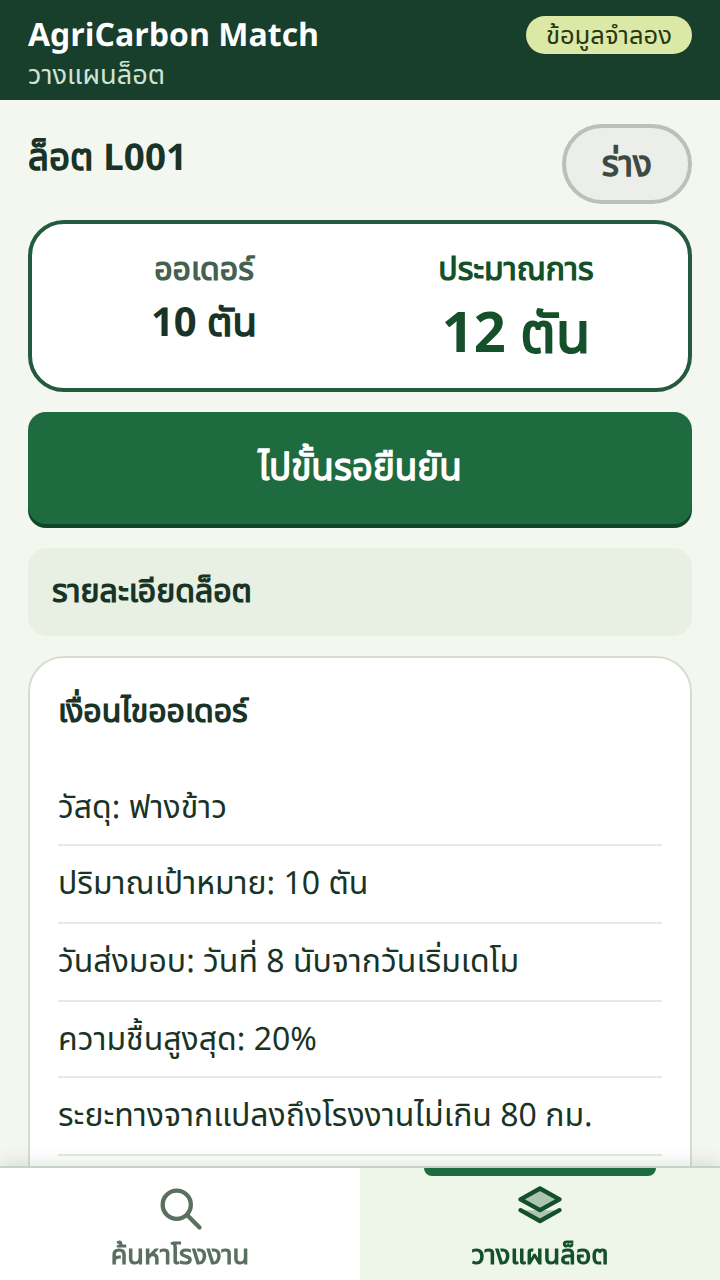 AgriCarbon Match
ข้อมูลจำลอง
วางแผนล็อต
ล็อต L001
ร่าง
ออเดอร์
ประมาณการ
10 ตัน
12 ตัน
ไปขั้นรอยืนยัน
รายละเอียดล็อต
เงื่อนไขออเดอร์
วัสดุ: ฟางข้าว
ปริมาณเป้าหมาย: 10 ตัน
วันส่งมอบ: วันที่ 8 นับจากวันเริ่มเดโม
ความชื้นสูงสุด: 20%
ระยะทางจากแปลงถึงโรงงานไม่เกิน 80 กม.
ค้นหาโรงงาน
วางแผนล็อต